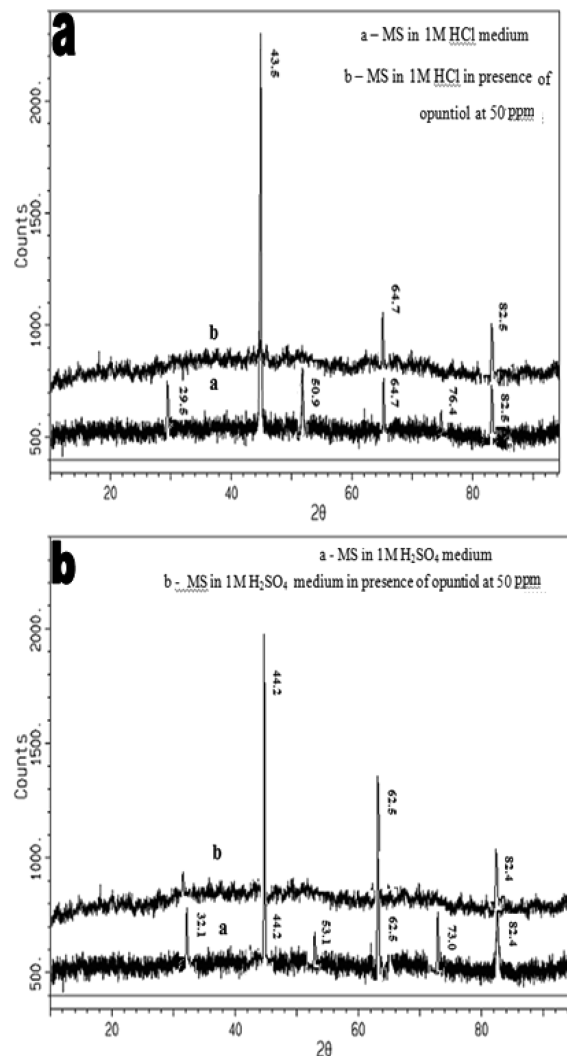 a
a – MS in 1M HCl medium
b – MS in 1M HCl in presence of
opuntiol at 50 ppm
43.5
64.7
82.5
b
a
29.5
50.9
64.7
76.4
82.5
Counts
2000.
1500.
1000.
500.
20
40
60
80
2θ
b
a - MS in 1M H₂SO₄ medium
b - MS in 1M H₂SO₄ medium in presence of opuntiol at 50 ppm
44.2
62.5
82.4
b
a
32.1
44.2
53.1
62.5
73.0
82.4
Counts
2000.
1500.
1000.
500.
20
40
60
80
2θ